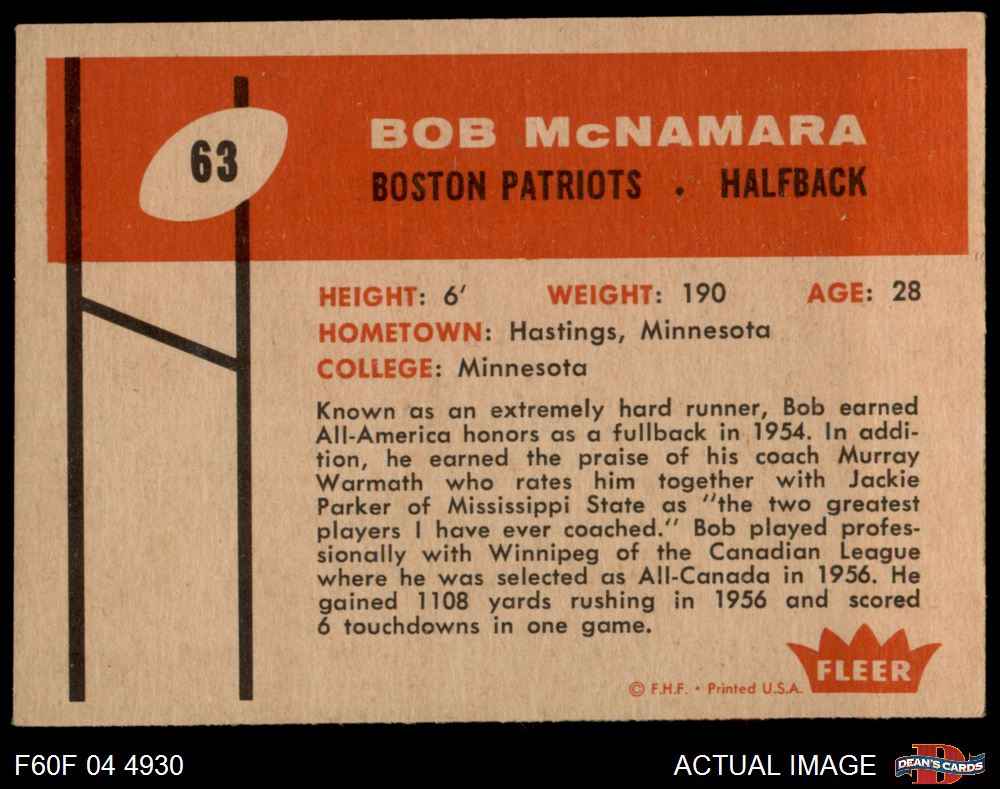 63
BOB McNAMARA
BOSTON PATRIOTS . HALFBACK
HEIGHT: 6' WEIGHT: 190 AGE: 28
HOMETOWN: Hastings, Minnesota
COLLEGE: Minnesota
Known as an extremely hard runner, Bob earned
All-America honors as a fullback in 1954. In addi-
tion, he earned the praise of his coach Murray
Warmath who rates him together with Jackie
Parker of Mississippi State as "the two greatest
players I have ever coached." Bob played profes-
sionally with Winnipeg of the Canadian League
where he was selected as All-Canada in 1956. He
gained 1108 yards rushing in 1956 and scored
6 touchdowns in one game.
FLEER
© F.H.F. • Printed U.S.A.
F60F 04 4930
ACTUAL IMAGE
D
DEAN'S CARDS